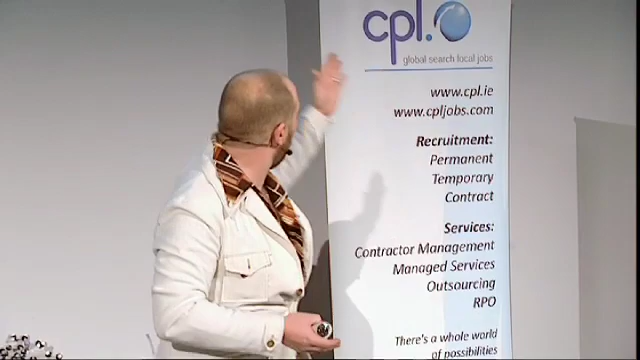 cpl.
global search local jobs
www.cpl.ie
www.cpljobs.com
Recruitment:
Permanent
Temporary
Contract
Services:
Contractor Management
Managed Services
Outsourcing
RPO
There's a whole world
of possibilities